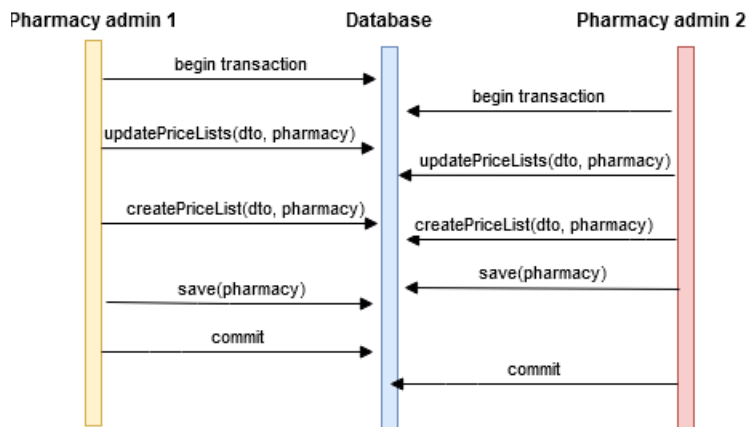 Pharmacy admin 1
Database
Pharmacy admin 2
begin transaction
begin transaction
updatePriceLists(dto, pharmacy)
updatePriceLists(dto, pharmacy)
createPriceList(dto, pharmacy)
createPriceList(dto, pharmacy)
save(pharmacy)
save(pharmacy)
commit
commit